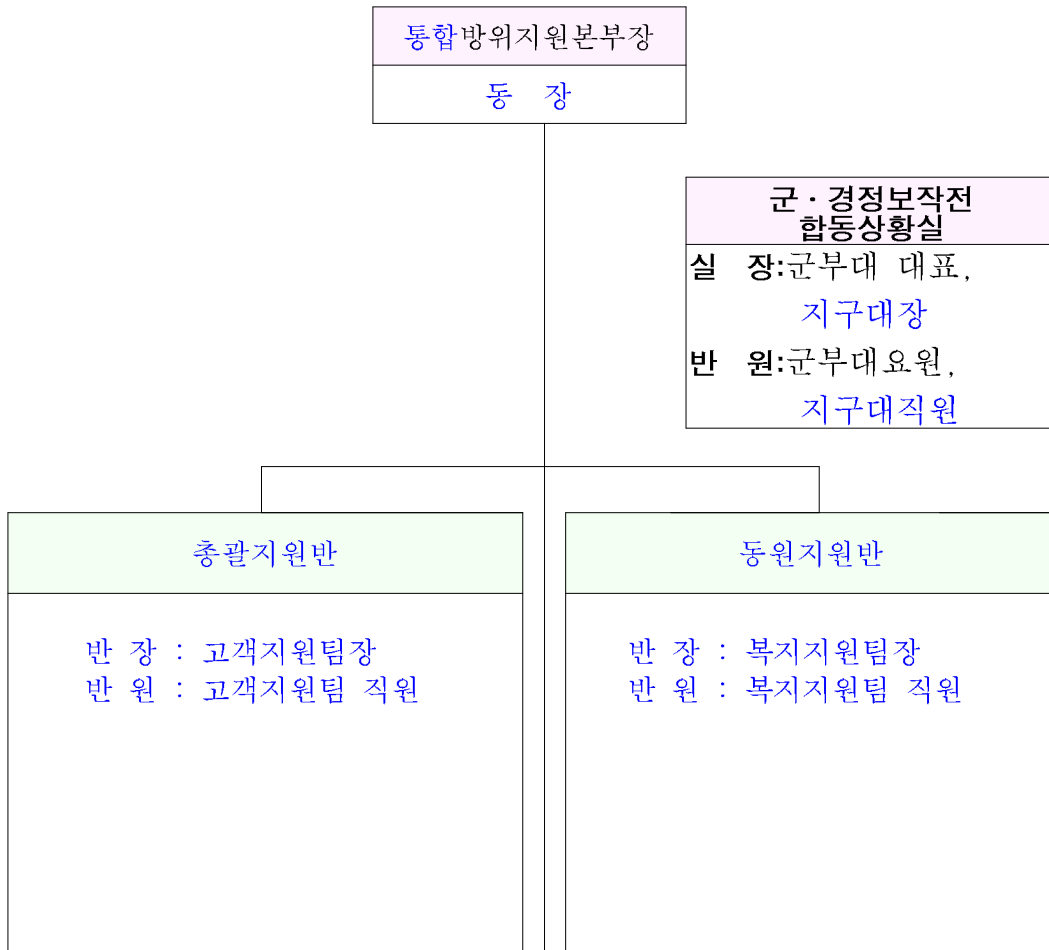 통합방위지원본부장
동 장
군·경정보작전
합동상황실
실 장:군부대 대표,
지구대장
반 원:군부대요원,
지구대직원
총괄지원반
반 장 : 고객지원팀장
반 원 : 고객지원팀 직원
동원지원반
반 장 : 복지지원팀장
반 원 : 복지지원팀 직원